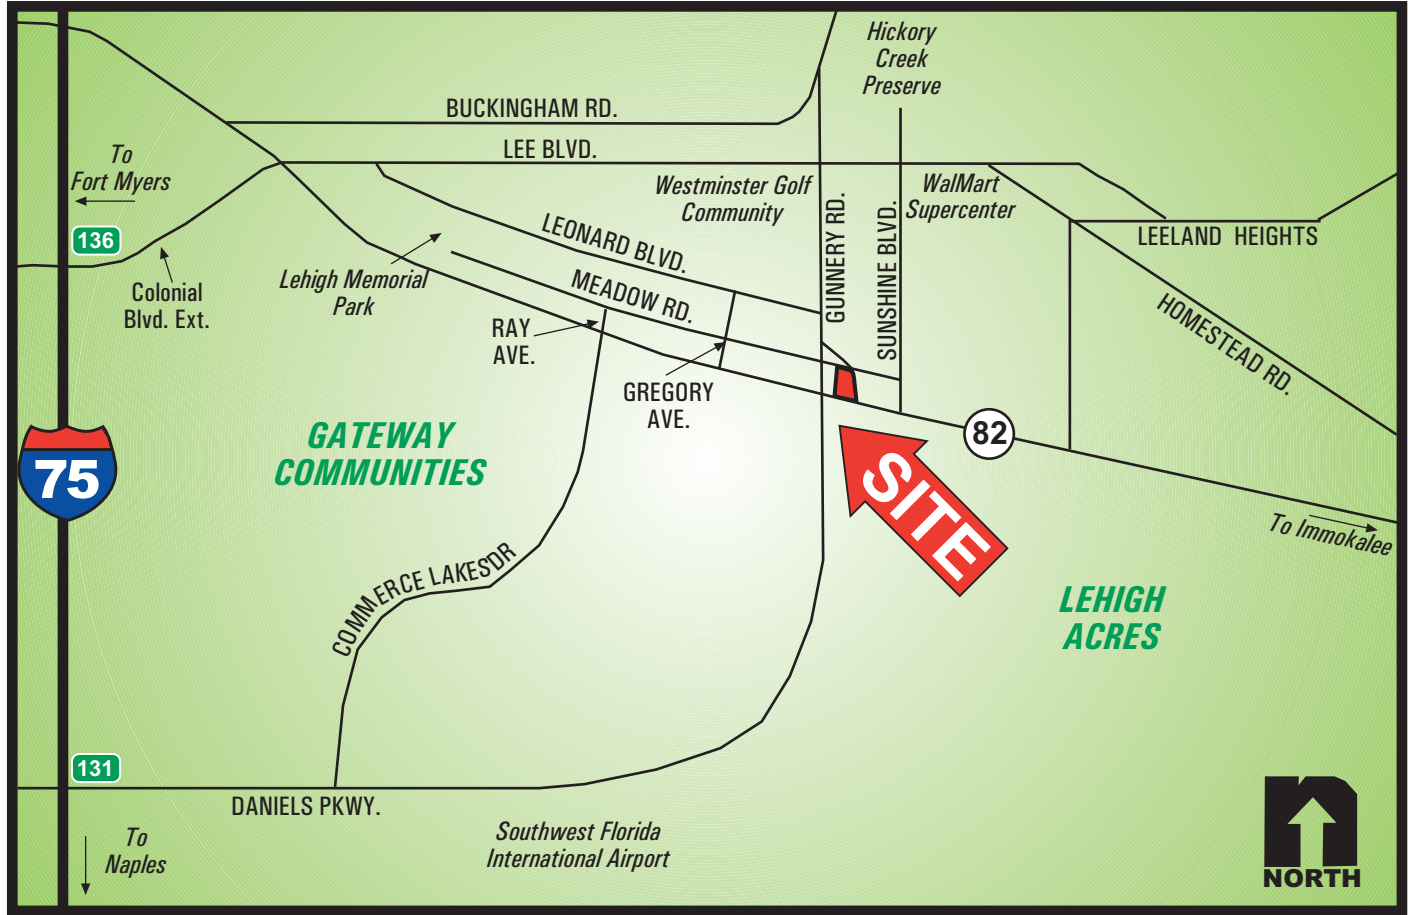 Hickory
Creek
Preserve
BUCKINGHAM RD.
LEE BLVD.
To
Fort Myers
136
Colonial
Blvd. Ext.
Westminster Golf
Community
WalMart
Supercenter
LEELAND HEIGHTS
LEONARD BLVD.
Lehigh Memorial
Park
MEADOW RD.
GUNNERY RD.
SUNSHINE BLVD.
HOMESTEAD RD.
RAY
AVE.
GREGORY
AVE.
82
GATEWAY
COMMUNITIES
75
SITE
To Immokalee
COMMERCE LAKESDR
LEHIGH
ACRES
131
DANIELS PKWY.
To
Naples
Southwest Florida
International Airport
n
NORTH